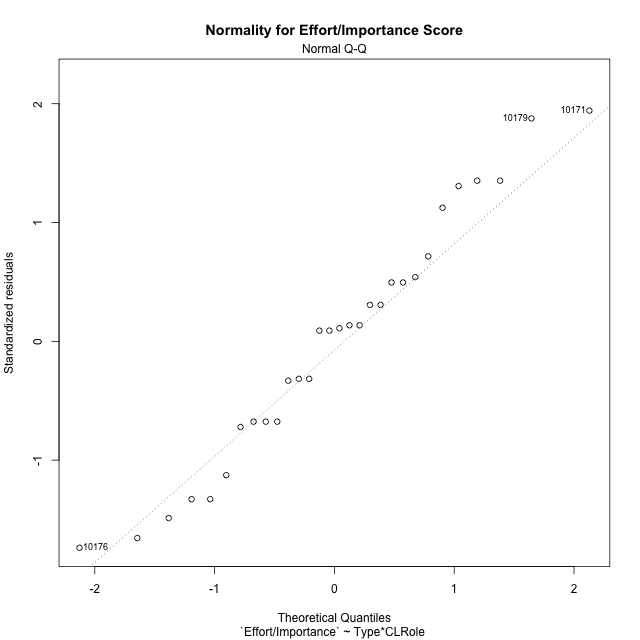 Normality for Effort/Importance Score
Normal Q-Q
10179
10171
10176
2
1
0
-1
Standardized residuals
-2 -1 0 1 2
Theoretical Quantiles
`Effort/Importance` ~ Type*CLRole